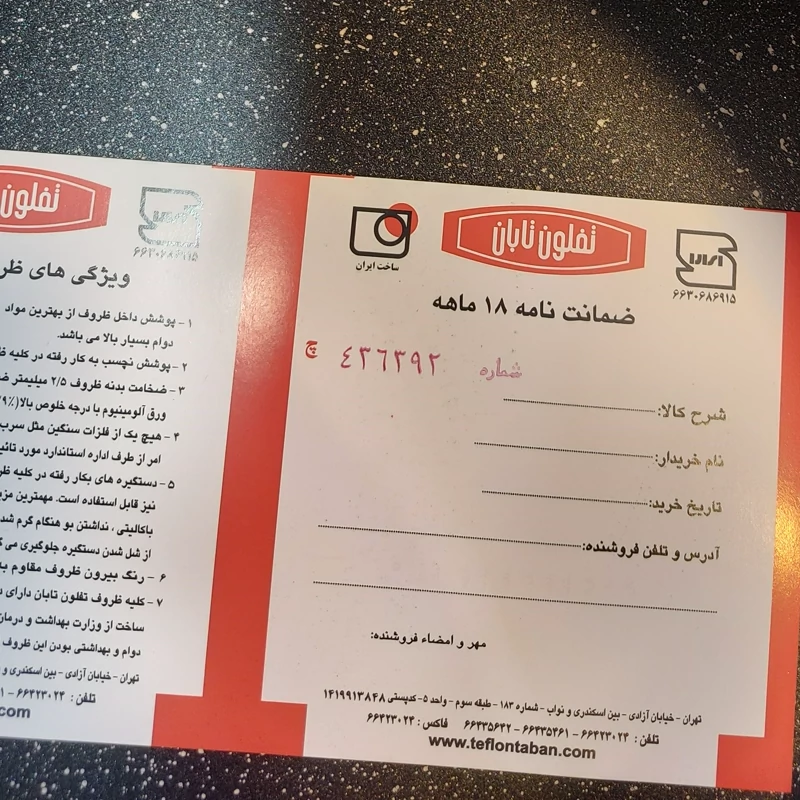 تفلون تابان
ساخت ایران
۶۶۳۰۶۸۶۹۱۵
ضمانت نامه ۱۸ ماهه
شماره ٤٣٦٣٩٢ چ
شرح کالا:
نام خریدار:
تاریخ خرید:
آدرس و تلفن فروشنده:
مهر و امضاء فروشنده:
تهران - خیابان آزادی - بین اسکندری و نواب - شماره ۱۸۳ - طبقه سوم - واحد ۵ - کدپستی ۱۴۱۹۹۱۳۸۴۸
تلفن : ۶۶۴۲۳۰۲۴ - ۶۶۴۳۵۴۶۱ - ۶۶۴۳۵۶۴۲ فاکس : ۶۶۴۲۳۰۲۴
www.teflontaban.com
تفلون
۶۶۳۰۶۸۶۹۱۵
ویژگی های
۱ - پوشش داخل ظروف از بهترین مواد
دوام بسیار بالا می باشد.
۲ - پوشش نچسب به کار رفته در کلیه
۳ - ضخامت بدنه ظروف ۲/۵ میلیمتر
ورق آلومینیوم با درجه خلوص بالا
۴ - هیچ یک از فلزات سنگین مثل سرب
امر از طرف اداره استاندارد مورد
۵ - دستگیره های بکار رفته در کلیه
نیز قابل استفاده است. مهمترین
باکالیتی ، نداشتن بو هنگام گرم
از شل شدن دستگیره جلوگیری می
۶ - رنگ بیرون ظروف مقاوم
۷ - کلیه ظروف تفلون تابان دارای
ساخت از وزارت بهداشت و درمان
دوام و بهداشتی بودن این ظروف
تهران - خیابان آزادی - بین اسکندری و
تلفن : ۶۶۴۲۳۰۲۴ -
.com